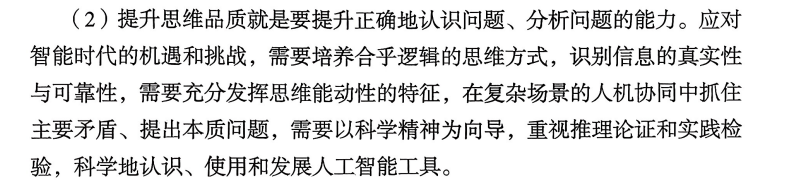 （2）提升思维品质就是要提升正确地认识问题、分析问题的能力。应对
智能时代的机遇和挑战，需要培养合乎逻辑的思维方式，识别信息的真实性
与可靠性，需要充分发挥思维能动性的特征，在复杂场景的人机协同中抓住
主要矛盾、提出本质问题，需要以科学精神为向导，重视推理论证和实践检
验，科学地认识、使用和发展人工智能工具。